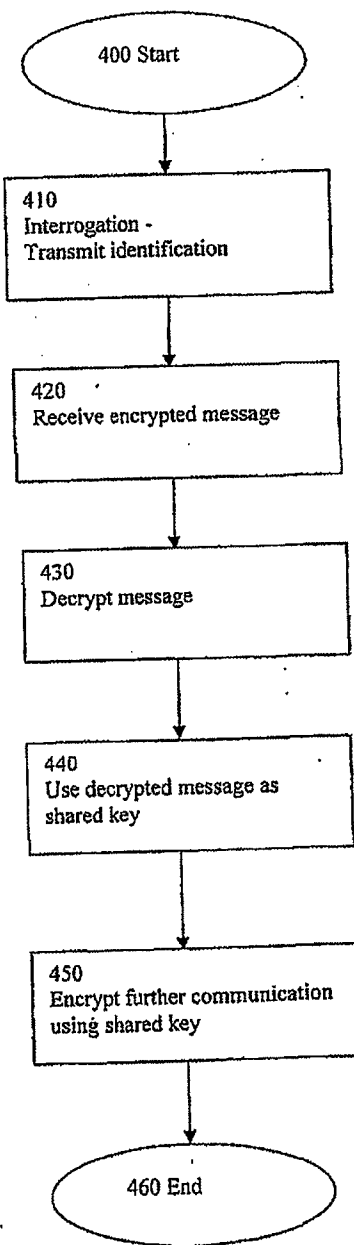 400 Start
410
Interrogation -
Transmit identification
420
Receive encrypted message
430
Decrypt message
440
Use decrypted message as
shared key
450
Encrypt further communication
using shared key
460 End